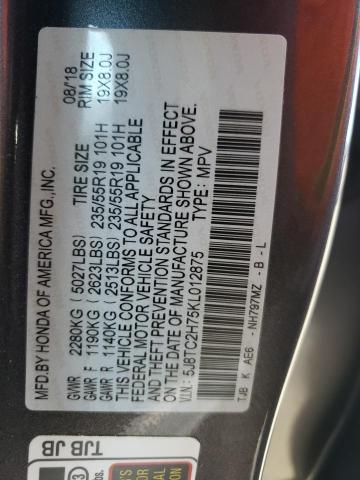 MFD.BY HONDA OF AMERICA MFG.,INC. 08/18
TIRE SIZE RIM SIZE
GVWR 2280KG (5027LBS)
GAWR F 1190KG (2623LBS) 235/55R19 101H 19X8.0J
GAWR R 1140KG (2513LBS) 235/55R19 101H 19X8.0J
THIS VEHICLE CONFORMS TO ALL APPLICABLE
FEDERAL MOTOR VEHICLE SAFETY
AND THEFT PREVENTION STANDARDS IN EFFECT
ON THE DATE OF MANUFACTURE SHOWN ABOVE.
V.I.N.: 5J8TC2H75KL012875 TYPE: MPV
TJB K AE6 -NH797MZ -B -L
TJB JB